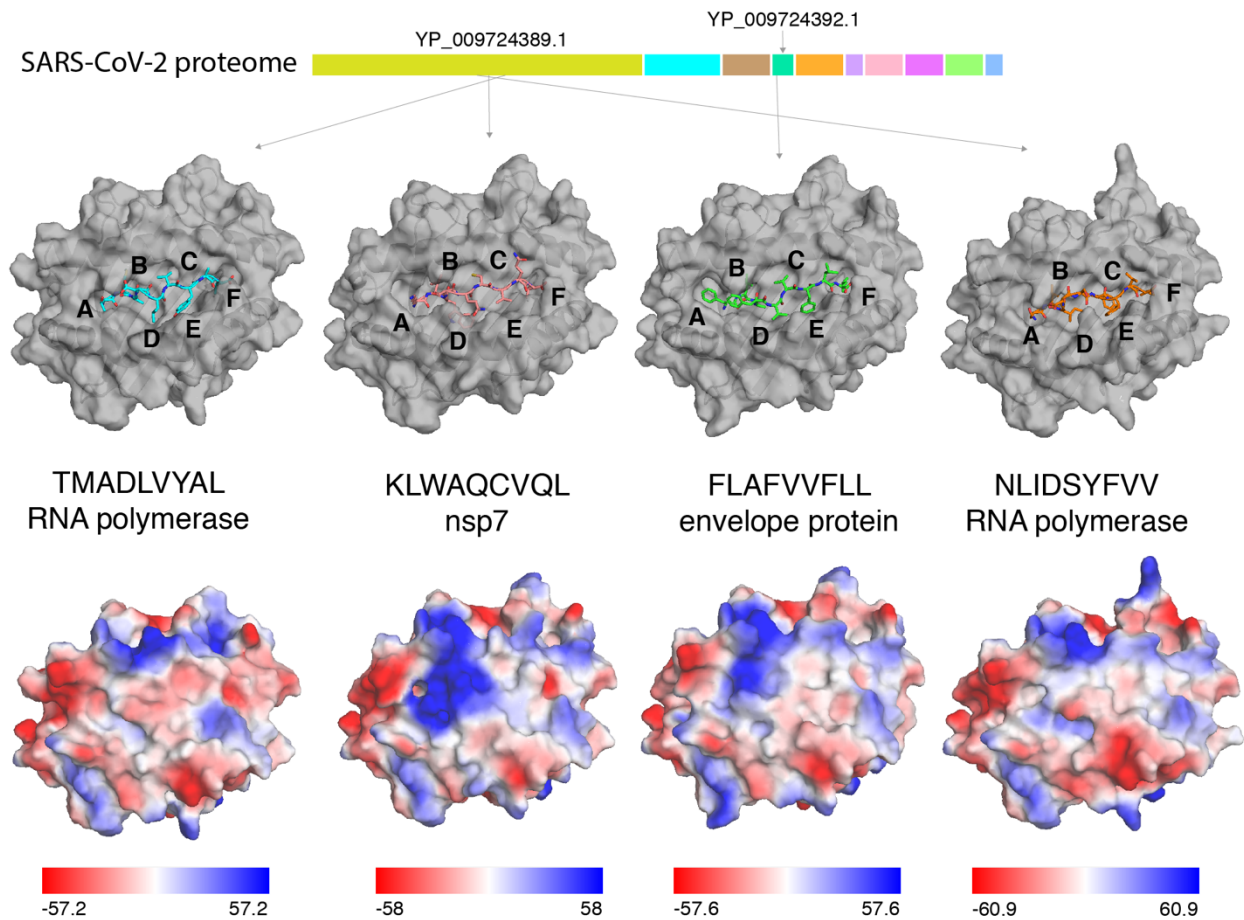 YP_009724392.1
YP_009724389.1
SARS-CoV-2 proteome
B C
A D E F
B C
A D E F
B C
A D E F
B C
A D E F
TMADLVYAL
RNA polymerase
KLWAQCVQL
nsp7
FLAFVVFLL
envelope protein
NLIDSYFVV
RNA polymerase
-57.2 57.2
-58 58
-57.6 57.6
-60.9 60.9